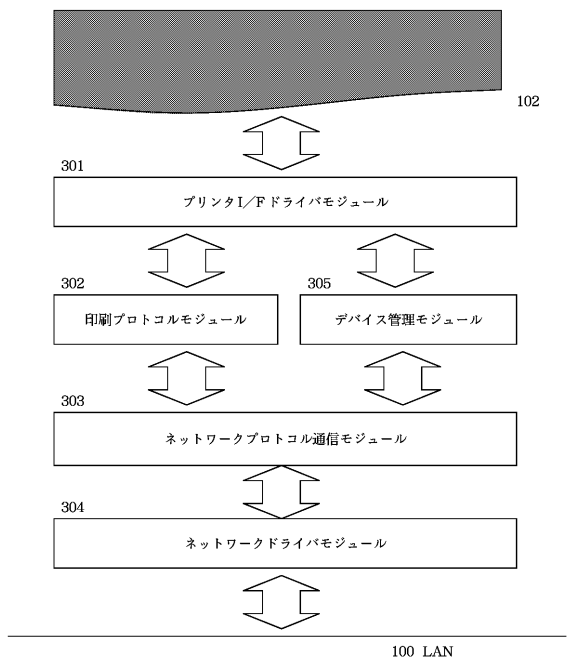 102
301
プリンタI／Fドライバモジュール
302
305
印刷プロトコルモジュール
デバイス管理モジュール
303
ネットワークプロトコル通信モジュール
304
ネットワークドライバモジュール
100 LAN